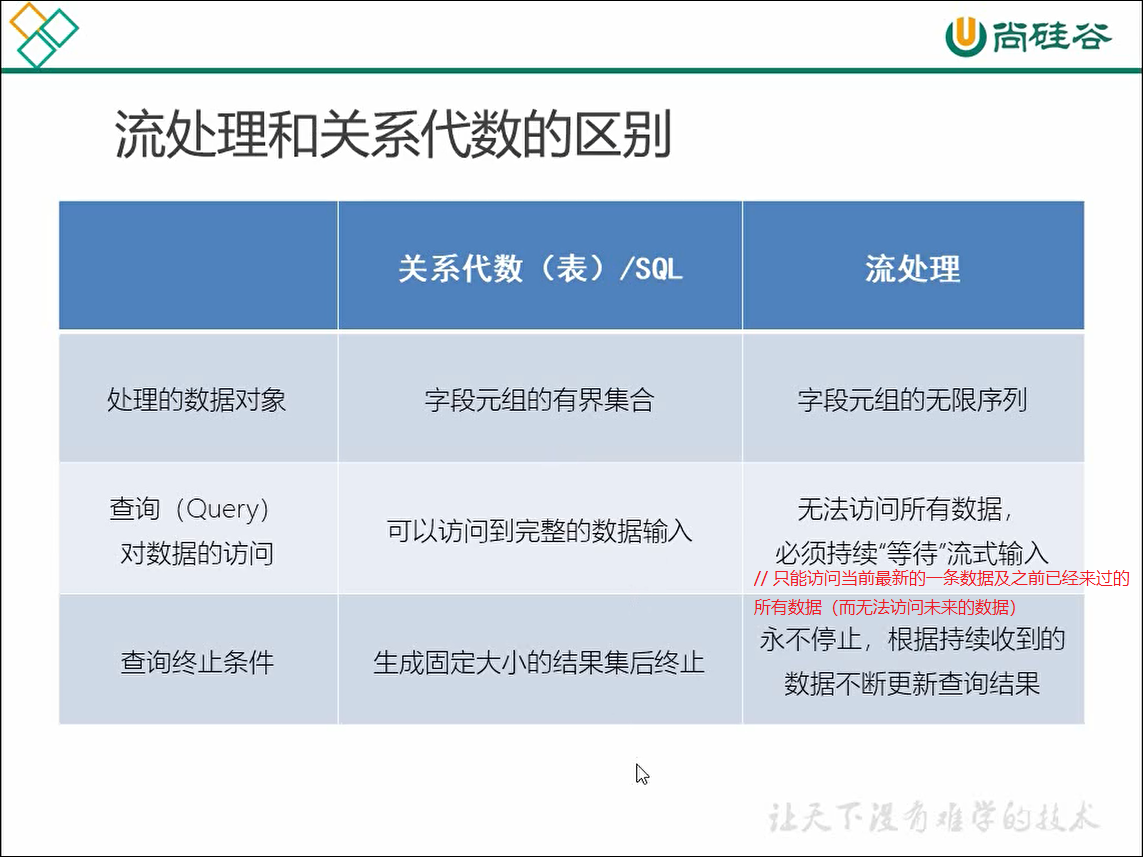 尚硅谷
流处理和关系代数的区别
关系代数（表）/SQL
流处理
处理的数据对象
字段元组的有界集合
字段元组的无限序列
查询（Query）
对数据的访问
可以访问到完整的数据输入
无法访问所有数据，
必须持续“等待”流式输入
// 只能访问当前最新的一条数据及之前已经来过的
所有数据（而无法访问未来的数据）
查询终止条件
生成固定大小的结果集后终止
永不停止，根据持续收到的
数据不断更新查询结果
让天下没有难学的技术